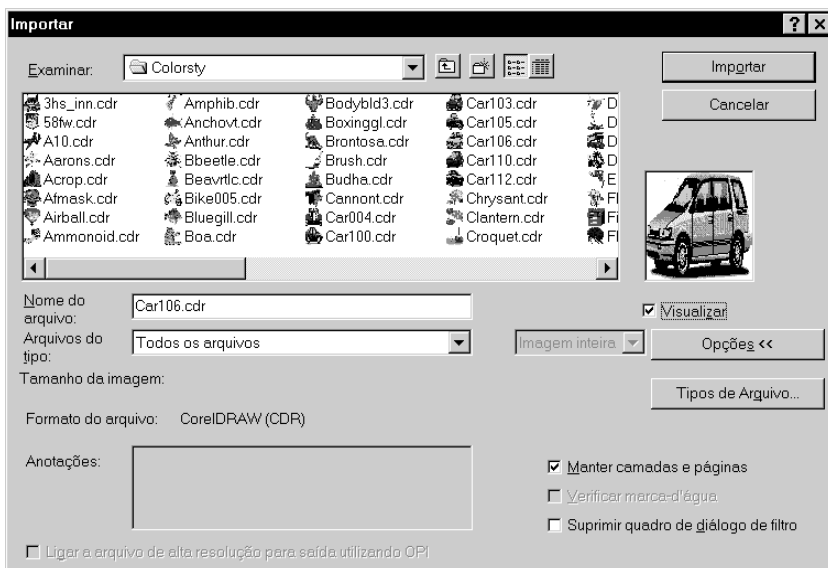 Importar
Examinar: Colorsty
Importar
Cancelar
3hs_inn.cdr Amphib.cdr Bodybld3.cdr Car103.cdr D
58fw.cdr Anchovt.cdr Boxinggl.cdr Car105.cdr D
A10.cdr Anthur.cdr Brontosa.cdr Car106.cdr D
Aarons.cdr Bbeetle.cdr Brush.cdr Car110.cdr D
Acrop.cdr Beavrtlc.cdr Budha.cdr Car112.cdr E
Afmask.cdr Bike005.cdr Cannont.cdr Chrysant.cdr Fl
Airball.cdr Bluegill.cdr Car004.cdr Clantern.cdr Fi
Ammonoid.cdr Boa.cdr Car100.cdr Croquet.cdr Fl
Nome do arquivo: Car106.cdr
Visualizar
Arquivos do tipo: Todos os arquivos Imagem inteira Opções <<
Tamanho da imagem:
Tipos de Arquivo...
Formato do arquivo: CorelDRAW (CDR)
Anotações:
Manter camadas e páginas
Verificar marca-d'água
Suprimir quadro de diálogo de filtro
Ligar a arquivo de alta resolução para saída utilizando OPI